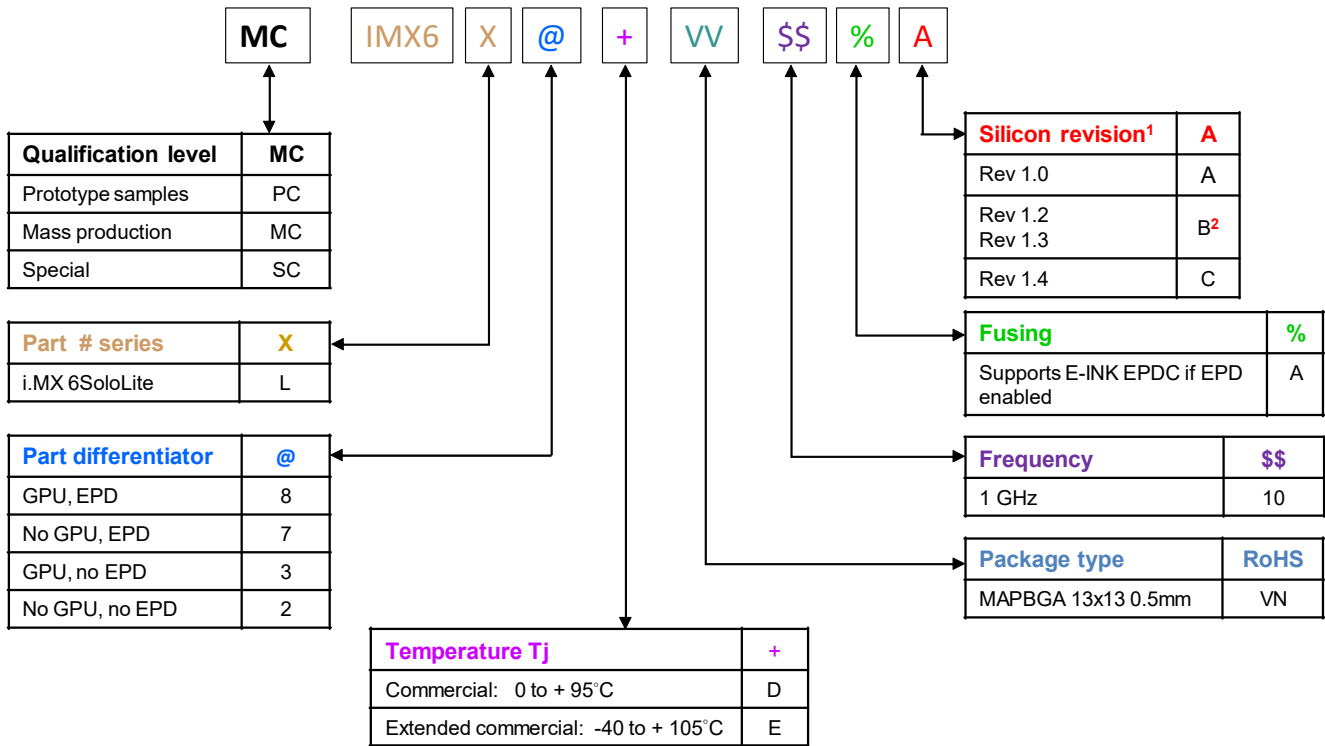 MC IMX6 X @ + VV $$ % A
Qualification level MC
Prototype samples PC
Mass production MC
Special SC
Part # series X
i.MX 6SoloLite L
Part differentiator @
GPU, EPD 8
No GPU, EPD 7
GPU, no EPD 3
No GPU, no EPD 2
Temperature Tj +
Commercial: 0 to + 95°C D
Extended commercial: -40 to + 105°C E
Silicon revision¹ A
Rev 1.0 A
Rev 1.2
Rev 1.3 B²
Rev 1.4 C
Fusing %
Supports E-INK EPDC if EPD A
enabled
Frequency $$
1 GHz 10
Package type RoHS
MAPBGA 13x13 0.5mm VN